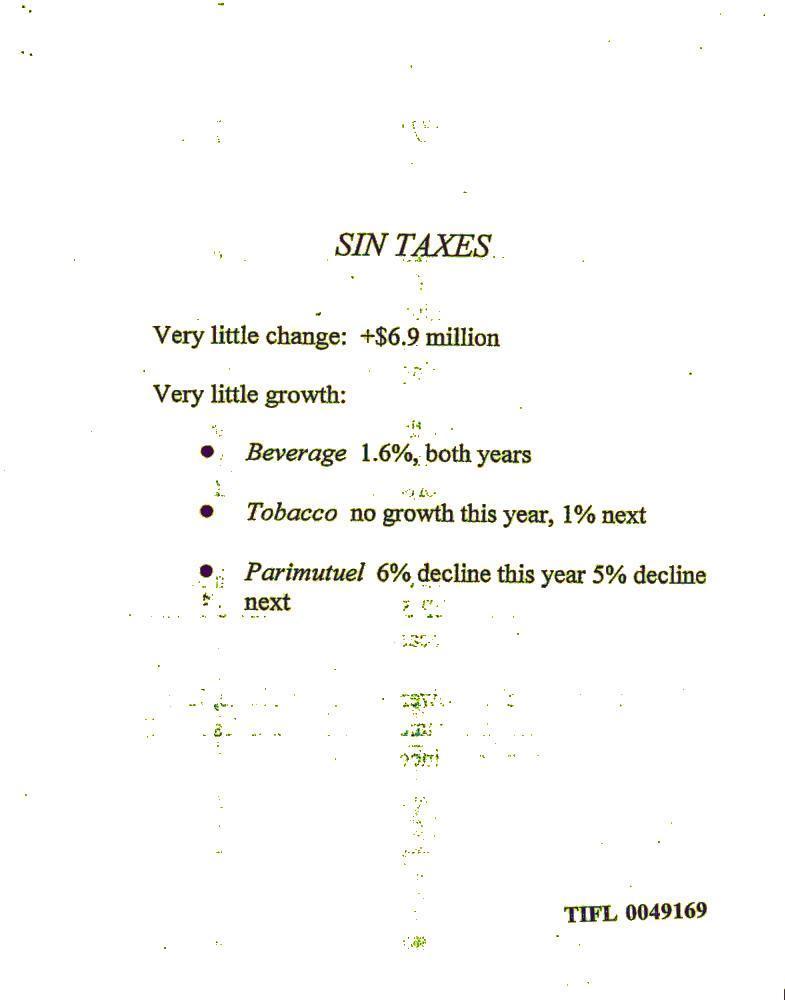 SIN TAXES
Very little change: +$6.9 million
Very little growth:
● Beverage 1.6%, both years
● Tobacco no growth this year, 1% next
● Parimutuel 6% decline this year 5% decline
next
TIFL 0049169